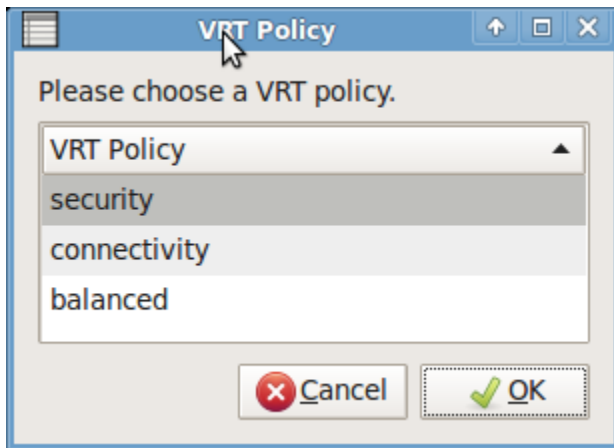 VRT Policy
Please choose a VRT policy.
VRT Policy
security
connectivity
balanced
Cancel OK